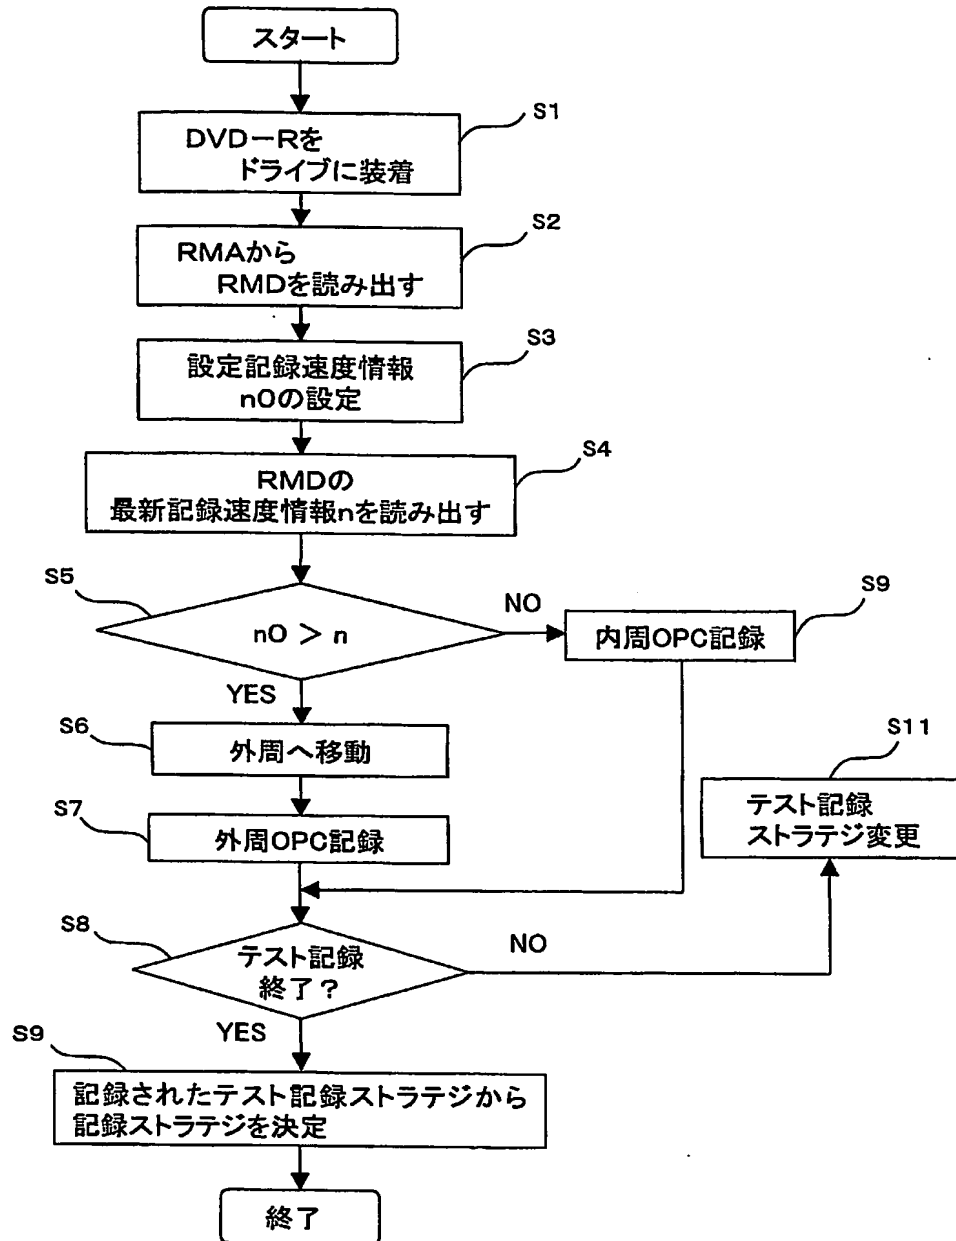 スタート
S1
DVD－Rを
ドライブに装着
S2
RMAから
RMDを読み出す
S3
設定記録速度情報
n0の設定
S4
RMDの
最新記録速度情報nを読み出す
S5
n0 > n
NO
YES
S9
内周OPC記録
S6
外周へ移動
S7
外周OPC記録
S11
テスト記録
ストラテジ変更
S8
テスト記録
終了？
NO
YES
S9
記録されたテスト記録ストラテジから
記録ストラテジを決定
終了